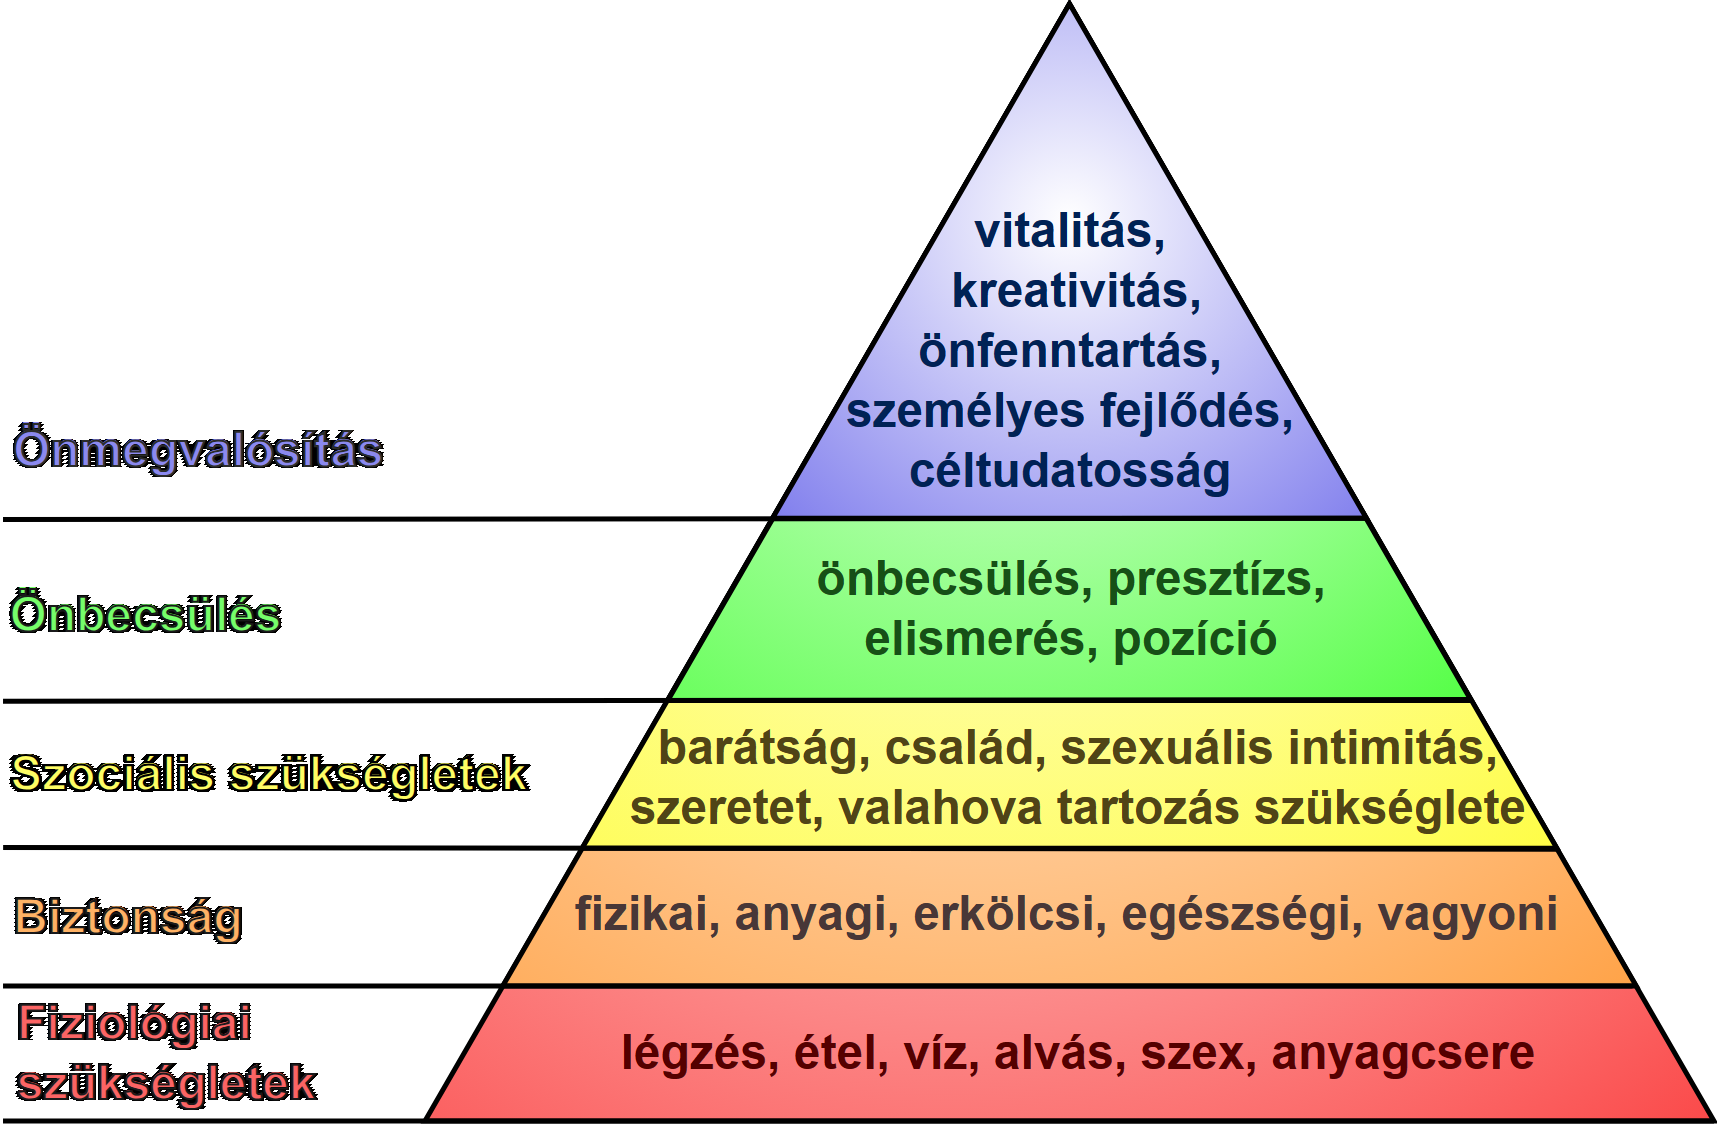 vitalitás,
kreativitás,
önfenntartás,
személyes fejlődés,
céltudatosság
Önmegvalósítás
önbecsülés, presztízs,
elismerés, pozíció
Önbecsülés
barátság, család, szexuális intimitás,
szeretet, valahova tartozás szükséglete
Szociális szükségletek
fizikai, anyagi, erkölcsi, egészségi, vagyoni
Biztonság
légzés, étel, víz, alvás, szex, anyagcsere
Fiziológiai
szükségletek